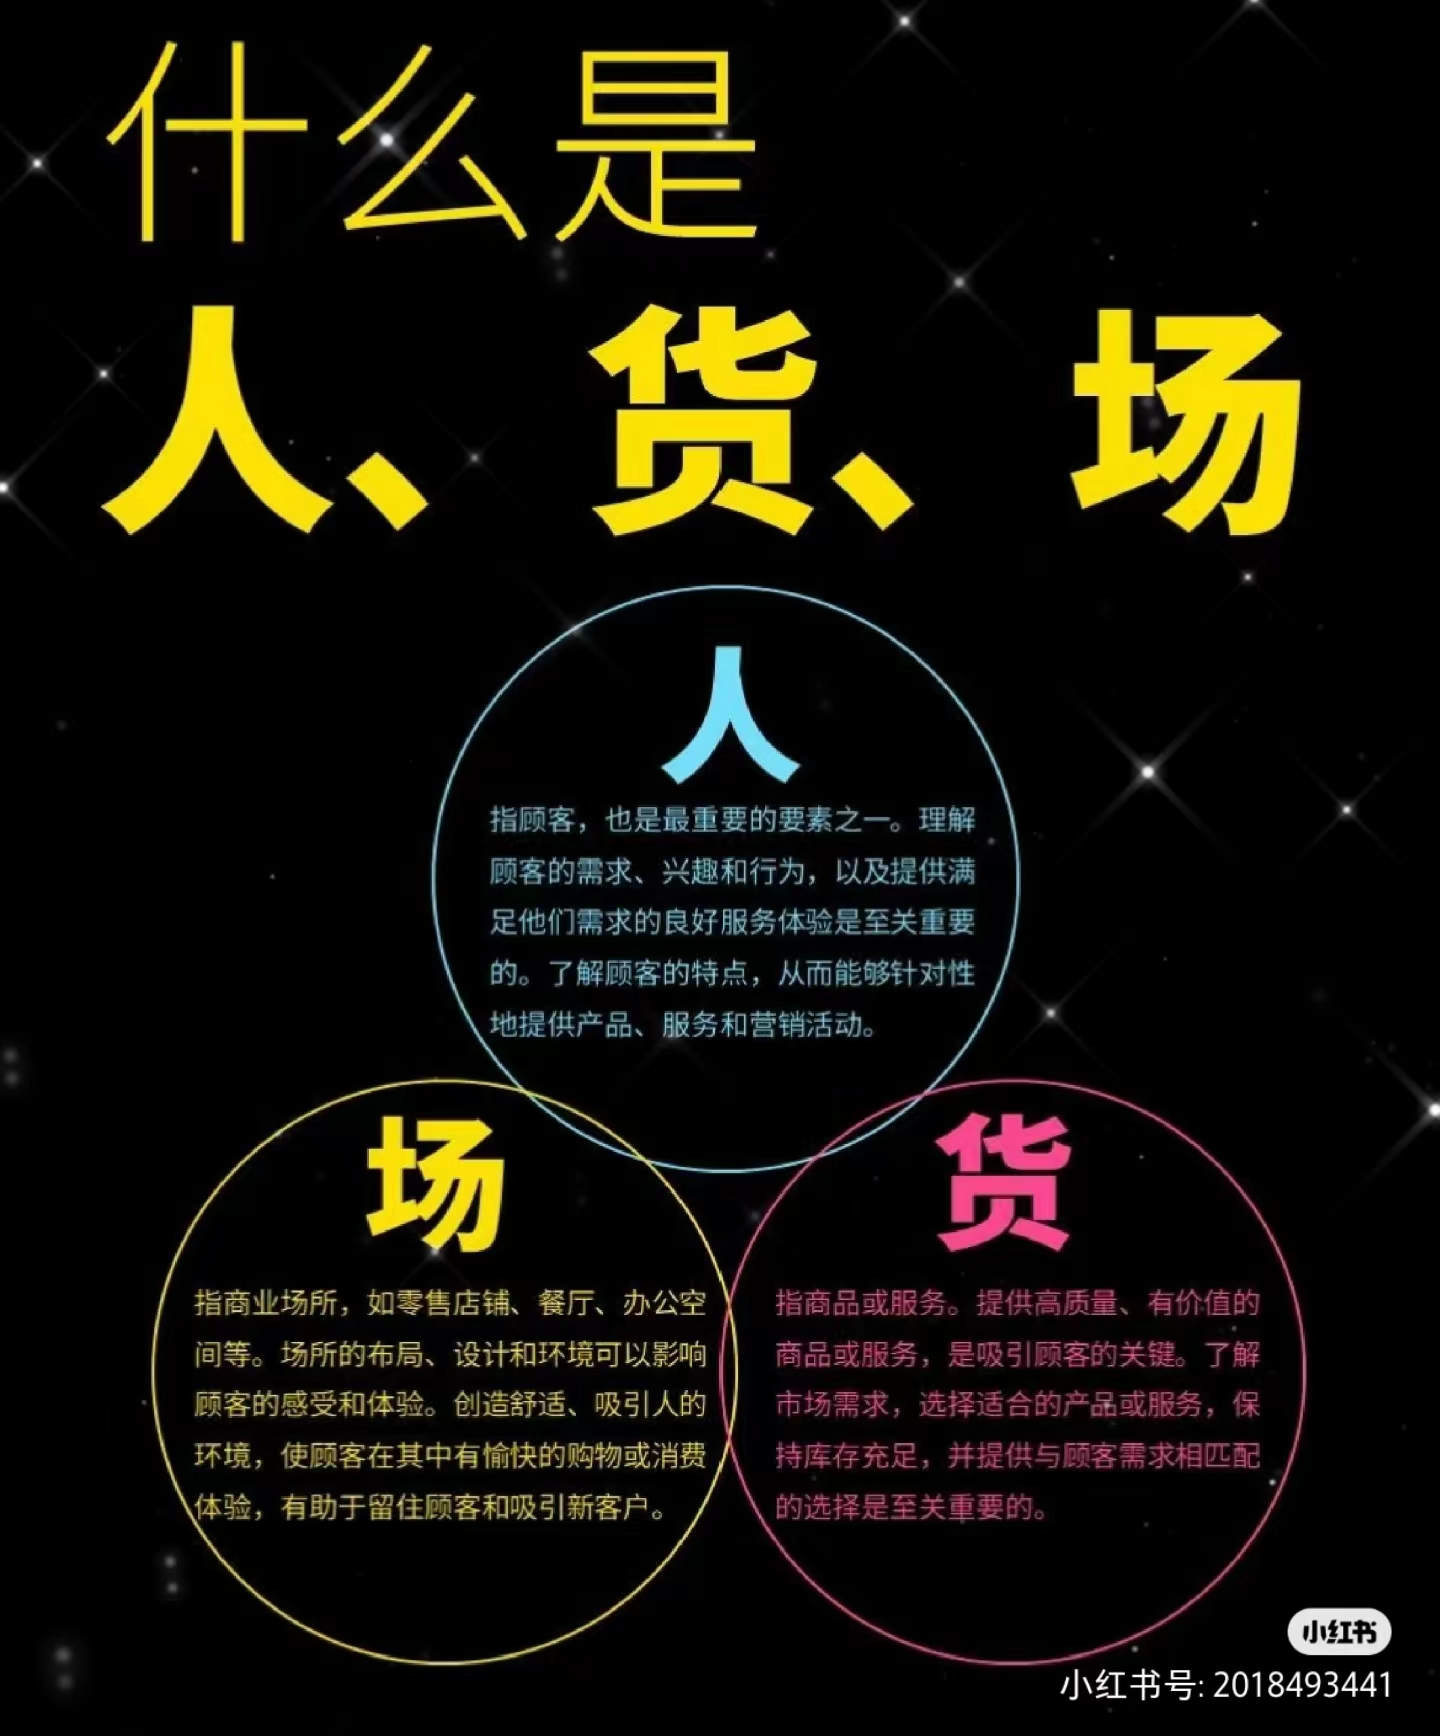 什么是
人、货、场
人
指顾客，也是最重要的要素之一。理解
顾客的需求、兴趣和行为，以及提供满
足他们需求的良好服务体验是至关重要
的。了解顾客的特点，从而能够针对性
地提供产品、服务和营销活动。
场
指商业场所，如零售店铺、餐厅、办公空
间等。场所的布局、设计和环境可以影响
顾客的感受和体验。创造舒适、吸引人的
环境，使顾客在其中有愉快的购物或消费
体验，有助于留住顾客和吸引新客户。
货
指商品或服务。提供高质量、有价值的
商品或服务，是吸引顾客的关键。了解
市场需求，选择适合的产品或服务，保
持库存充足，并提供与顾客需求相匹配
的选择是至关重要的。
小红书
小红书号: 2018493441